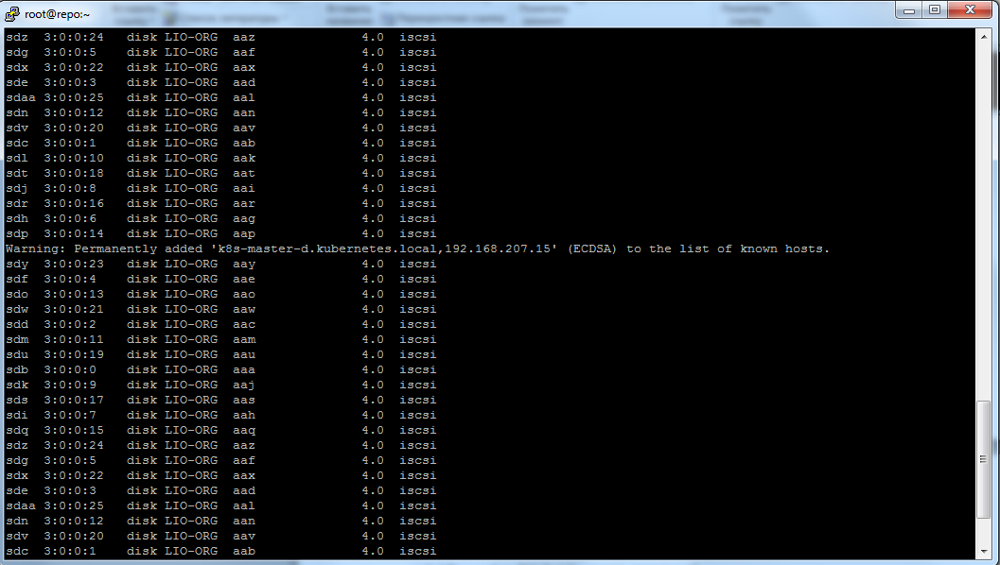 root@repo:~
sdz 3:0:0:24 disk LIO-ORG aaz 4.0 iscsi
sdg 3:0:0:5 disk LIO-ORG aaf 4.0 iscsi
sdx 3:0:0:22 disk LIO-ORG aax 4.0 iscsi
sde 3:0:0:3 disk LIO-ORG aad 4.0 iscsi
sdaa 3:0:0:25 disk LIO-ORG aal 4.0 iscsi
sdn 3:0:0:12 disk LIO-ORG aan 4.0 iscsi
sdv 3:0:0:20 disk LIO-ORG aav 4.0 iscsi
sdc 3:0:0:1 disk LIO-ORG aab 4.0 iscsi
sdl 3:0:0:10 disk LIO-ORG aak 4.0 iscsi
sdt 3:0:0:18 disk LIO-ORG aat 4.0 iscsi
sdj 3:0:0:8 disk LIO-ORG aai 4.0 iscsi
sdr 3:0:0:16 disk LIO-ORG aar 4.0 iscsi
sdh 3:0:0:6 disk LIO-ORG aag 4.0 iscsi
sdp 3:0:0:14 disk LIO-ORG aap 4.0 iscsi
Warning: Permanently added 'k8s-master-d.kubernetes.local,192.168.207.15' (ECDSA) to the list of known hosts.
sdy 3:0:0:23 disk LIO-ORG aay 4.0 iscsi
sdf 3:0:0:4 disk LIO-ORG aae 4.0 iscsi
sdo 3:0:0:13 disk LIO-ORG aao 4.0 iscsi
sdw 3:0:0:21 disk LIO-ORG aaw 4.0 iscsi
sdd 3:0:0:2 disk LIO-ORG aac 4.0 iscsi
sdm 3:0:0:11 disk LIO-ORG aam 4.0 iscsi
sdu 3:0:0:19 disk LIO-ORG aau 4.0 iscsi
sdb 3:0:0:0 disk LIO-ORG aaa 4.0 iscsi
sdk 3:0:0:9 disk LIO-ORG aaj 4.0 iscsi
sds 3:0:0:17 disk LIO-ORG aas 4.0 iscsi
sdi 3:0:0:7 disk LIO-ORG aah 4.0 iscsi
sdq 3:0:0:15 disk LIO-ORG aaq 4.0 iscsi
sdz 3:0:0:24 disk LIO-ORG aaz 4.0 iscsi
sdg 3:0:0:5 disk LIO-ORG aaf 4.0 iscsi
sdx 3:0:0:22 disk LIO-ORG aax 4.0 iscsi
sde 3:0:0:3 disk LIO-ORG aad 4.0 iscsi
sdaa 3:0:0:25 disk LIO-ORG aal 4.0 iscsi
sdn 3:0:0:12 disk LIO-ORG aan 4.0 iscsi
sdv 3:0:0:20 disk LIO-ORG aav 4.0 iscsi
sdc 3:0:0:1 disk LIO-ORG aab 4.0 iscsi